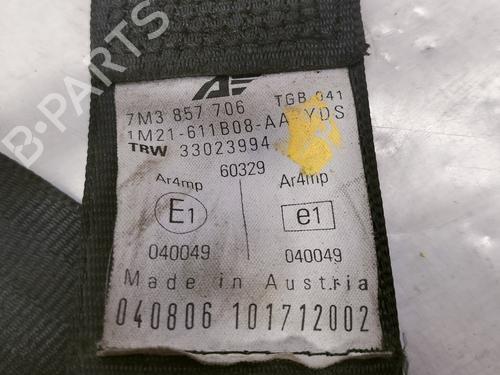 B-PARTS
7M3 857 706 TGB 041
1M21-611B08-AA YDS
TRW 33023994
60329
Ar4mp Ar4mp
E1 e1
040049 040049
Made in Austria
040806 101712002